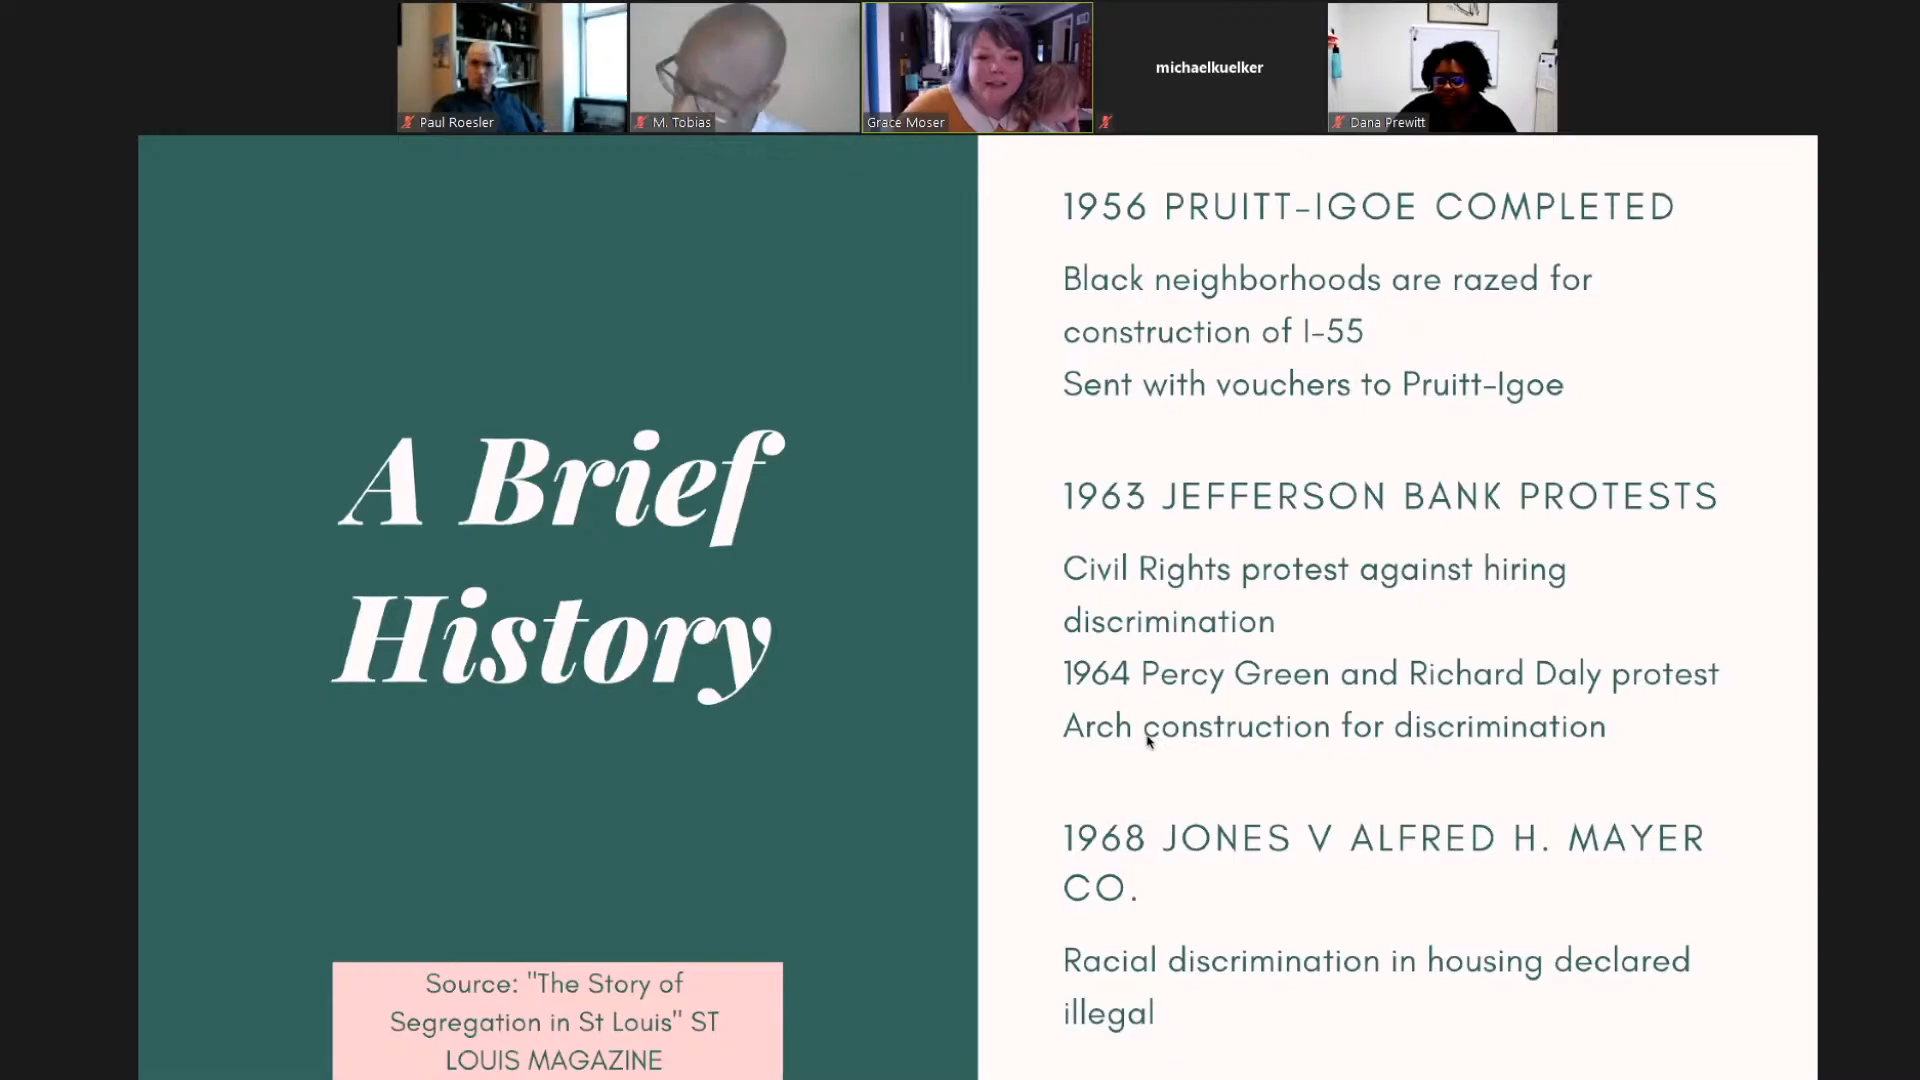 Paul Roesler
M. Tobias
Grace Moser
michaelkuelker
Dana Prewitt
A Brief
History
Source: "The Story of
Segregation in St Louis" ST
LOUIS MAGAZINE
1956 PRUITT-IGOE COMPLETED
Black neighborhoods are razed for
construction of I-55
Sent with vouchers to Pruitt-Igoe
1963 JEFFERSON BANK PROTESTS
Civil Rights protest against hiring
discrimination
1964 Percy Green and Richard Daly protest
Arch construction for discrimination
1968 JONES V ALFRED H. MAYER
CO.
Racial discrimination in housing declared
illegal